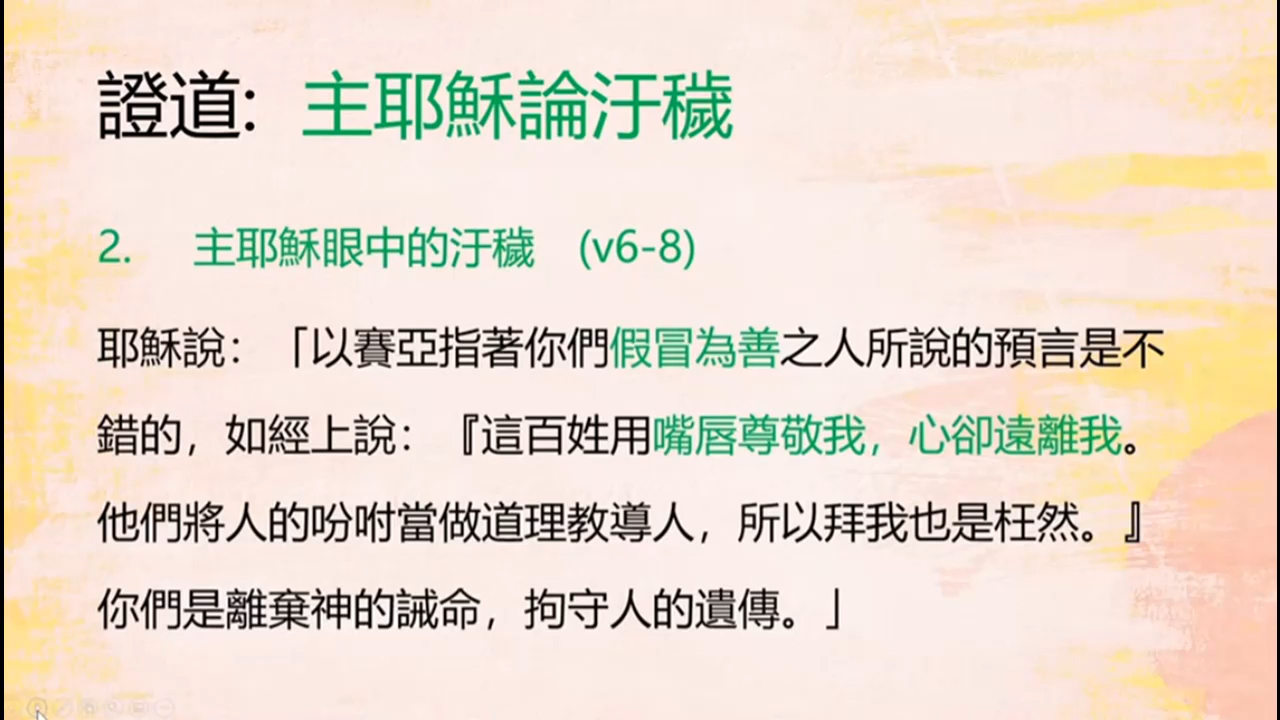 證道: 主耶穌論汙穢
2. 主耶穌眼中的汙穢 (v6-8)
耶穌說：「以賽亞指著你們假冒為善之人所說的預言是不
錯的，如經上說：『這百姓用嘴唇尊敬我，心卻遠離我。
他們將人的吩咐當做道理教導人，所以拜我也是枉然。』
你們是離棄神的誡命，拘守人的遺傳。」